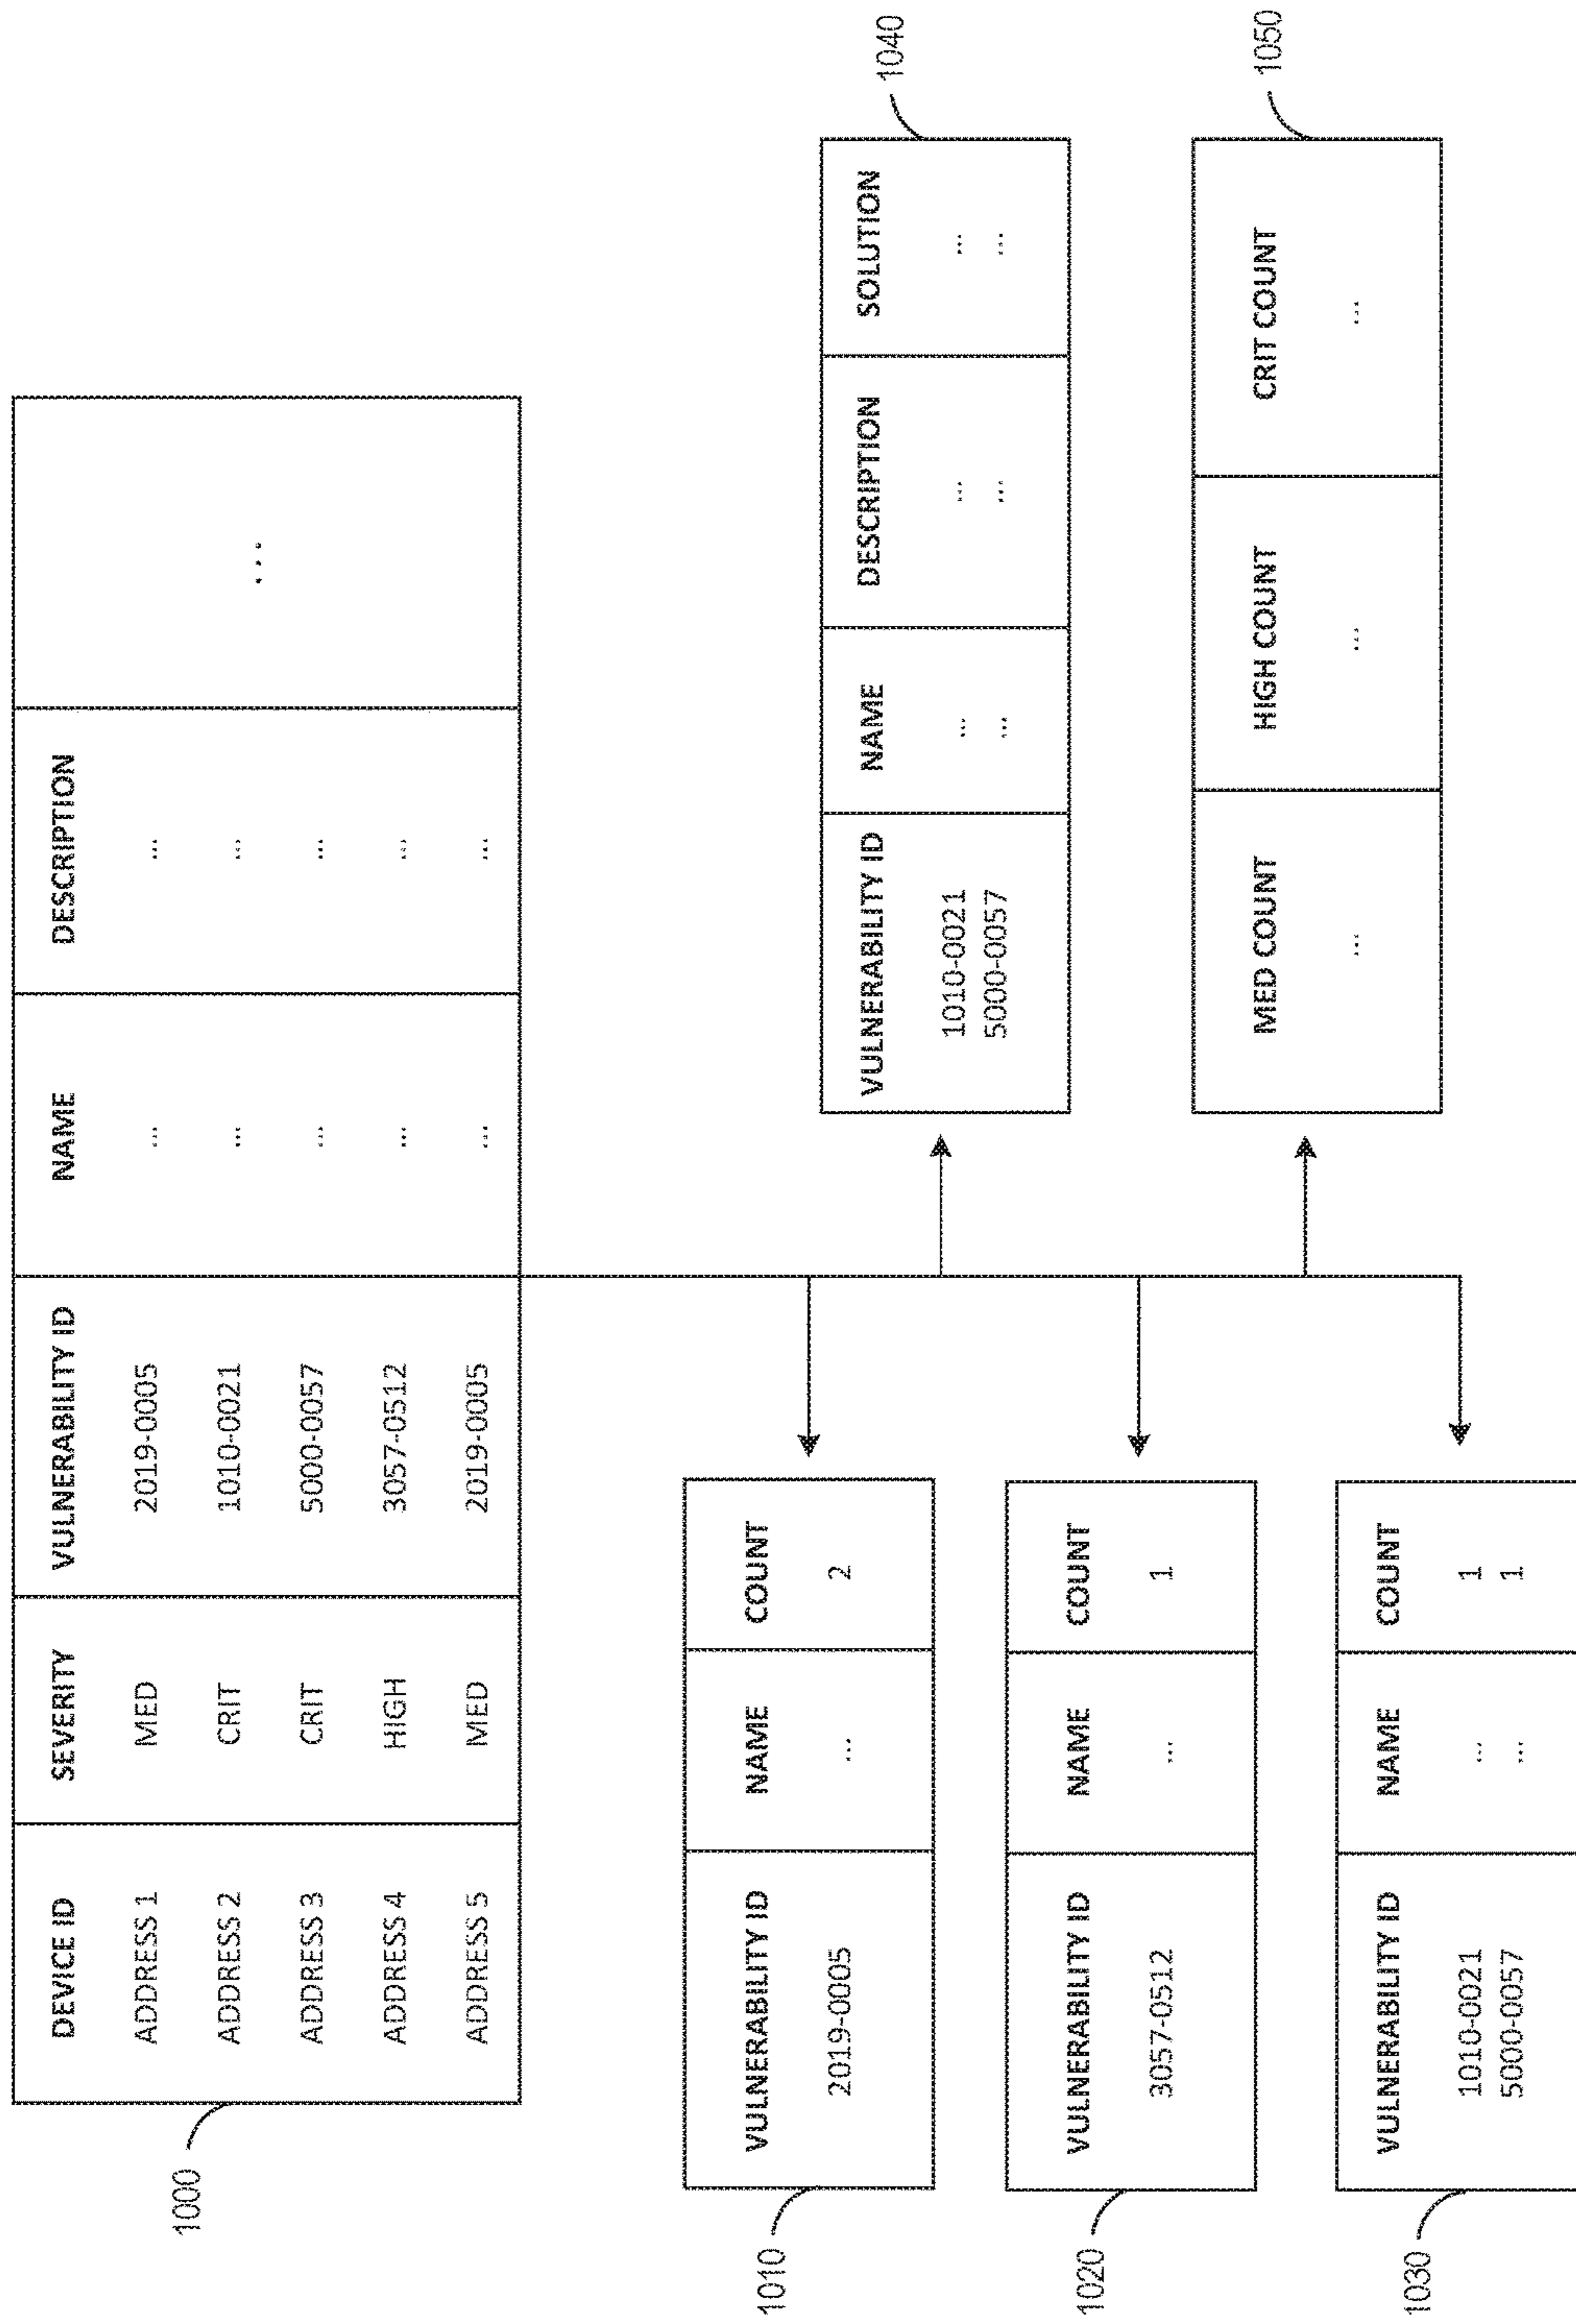 1000
DEVICE ID SEVERITY VULNERABILITY ID NAME DESCRIPTION ...
ADDRESS 1 MED 2019-0005 ... ...
ADDRESS 2 CRIT 1010-0021 ... ...
ADDRESS 3 CRIT 5000-0057 ... ...
ADDRESS 4 HIGH 3057-0512 ... ...
ADDRESS 5 MED 2019-0005 ... ...
1010
VULNERABILITY ID NAME COUNT
2019-0005 ... 2
1020
VULNERABILITY ID NAME COUNT
3057-0512 ... 1
1030
VULNERABILITY ID NAME COUNT
1010-0021 ... 1
5000-0057 ... 1
1040
VULNERABILITY ID NAME DESCRIPTION SOLUTION
1010-0021 ... ... ...
5000-0057 ... ... ...
1050
MED COUNT HIGH COUNT CRIT COUNT
... ... ...